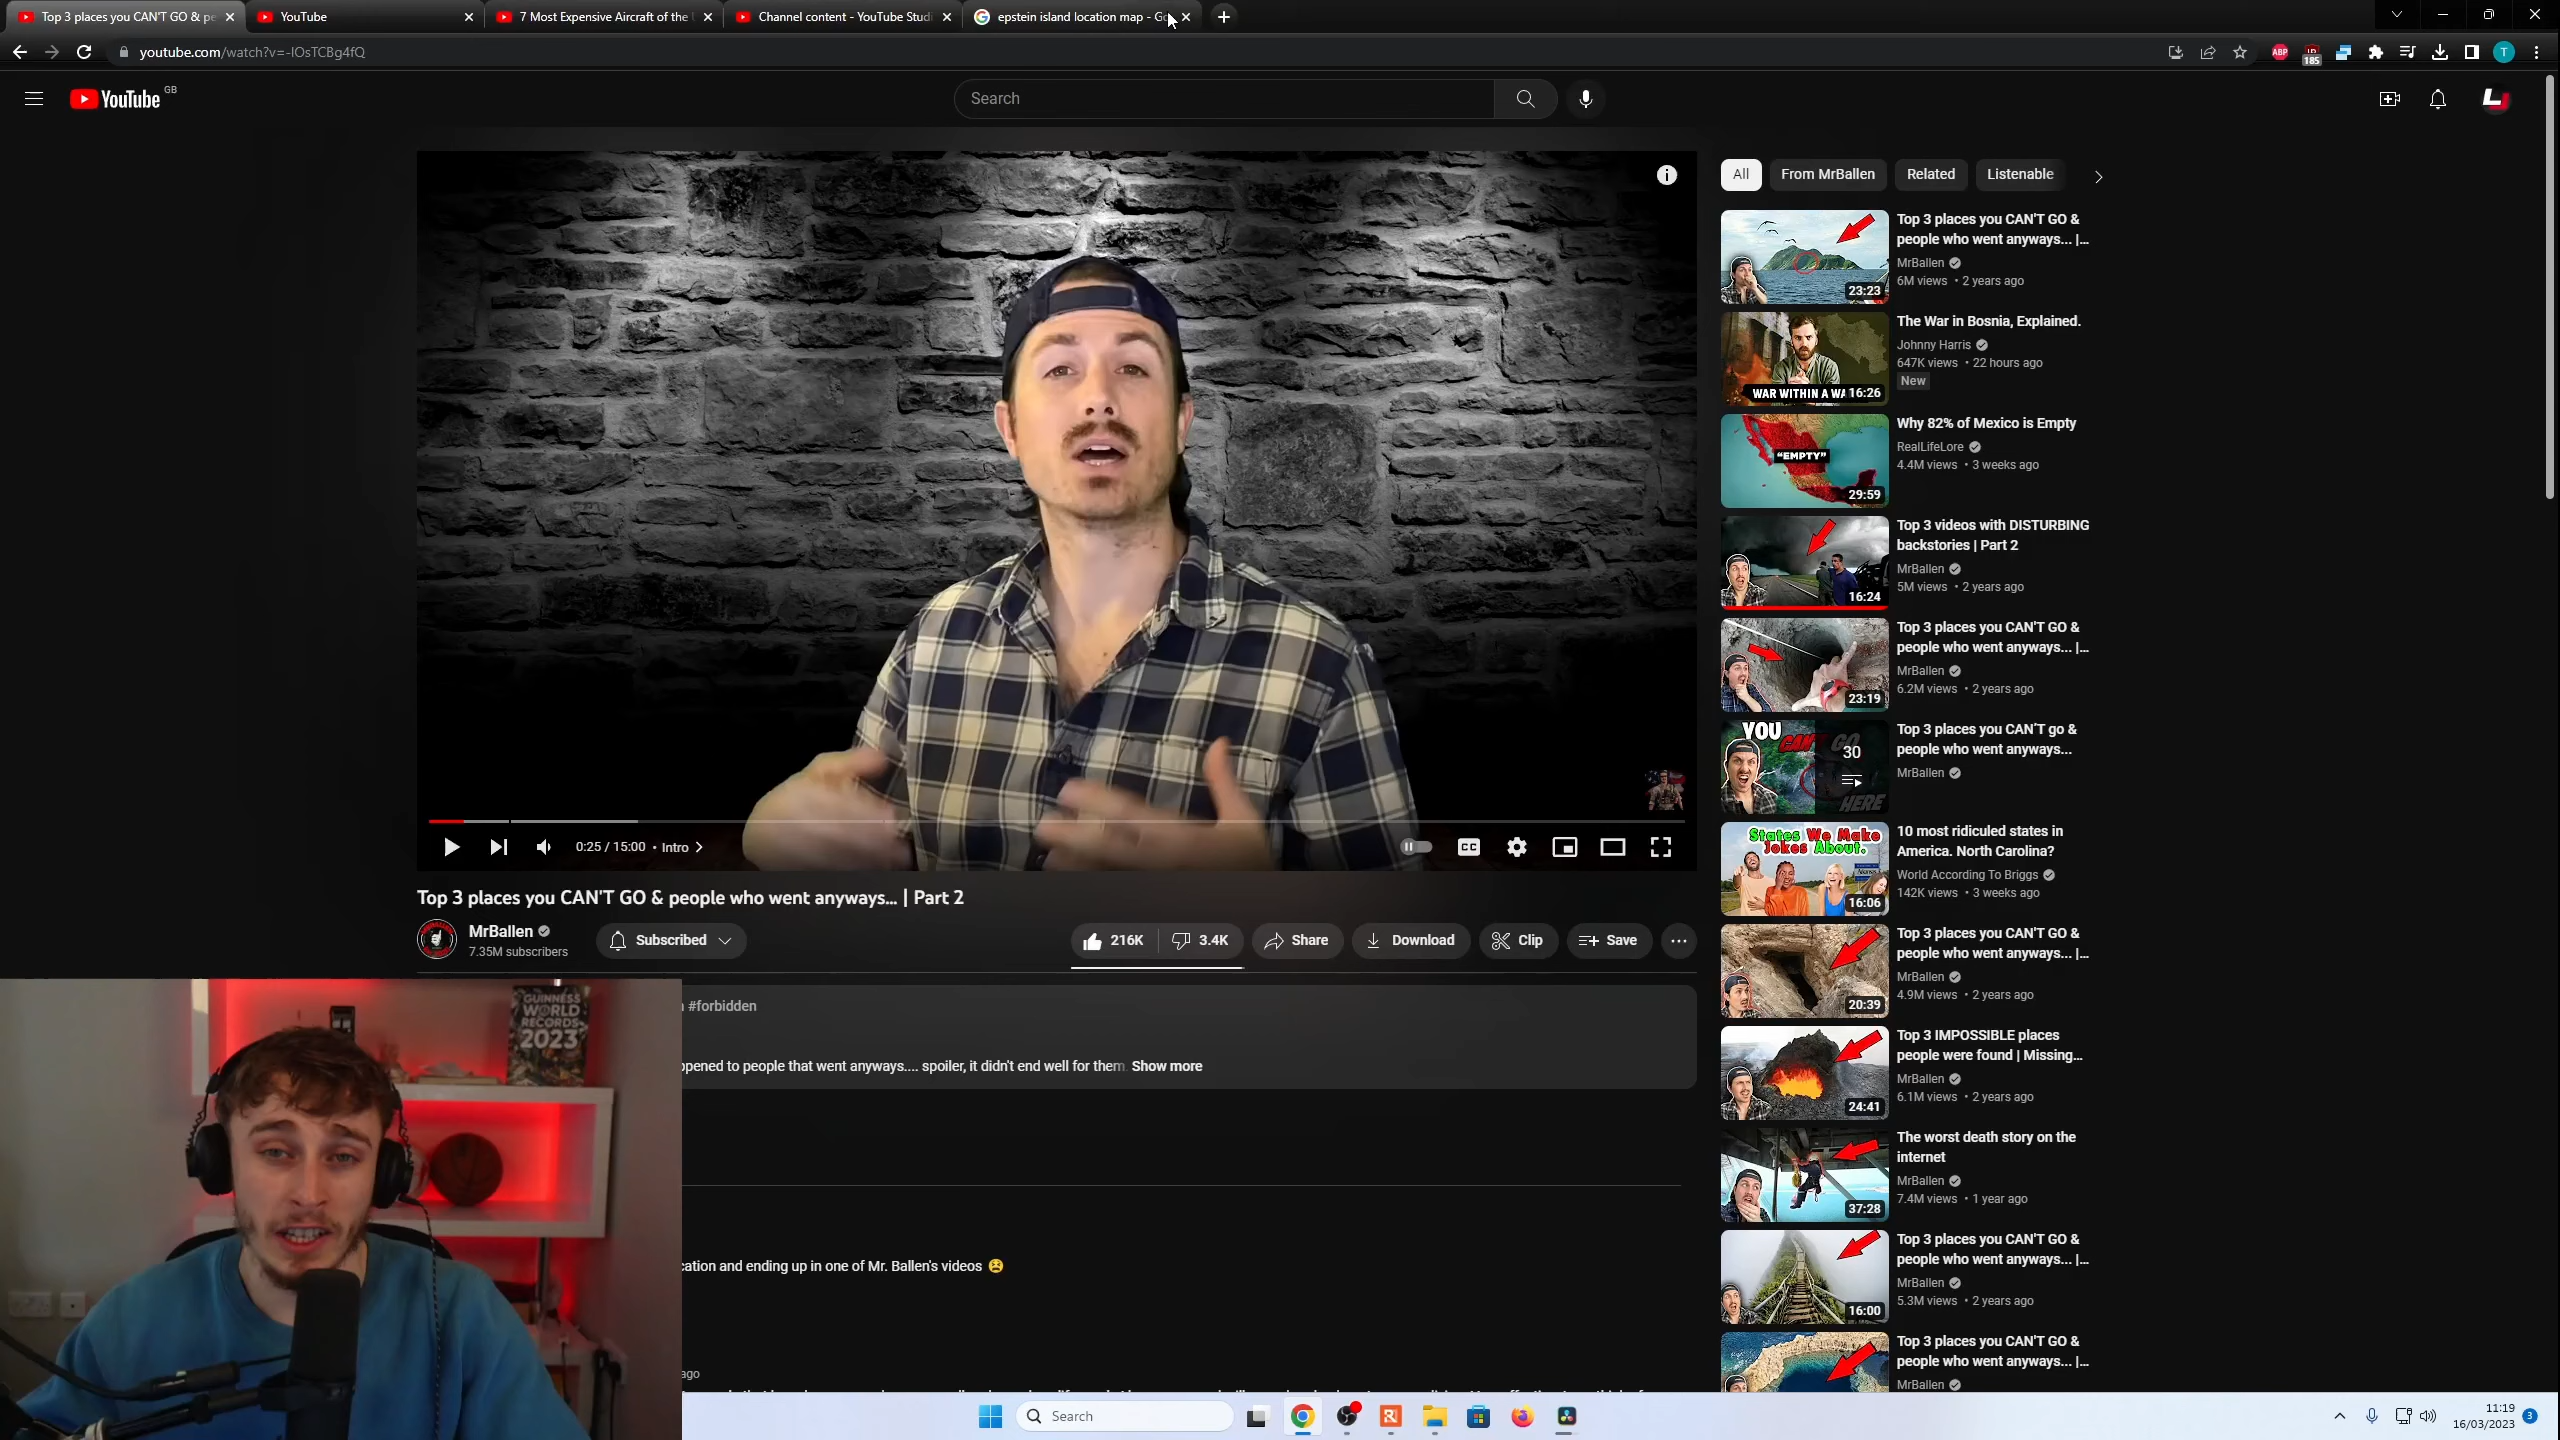 Top 3 places you CAN'T GO & pe
YouTube
7 Most Expensive Aircraft of the
Channel content - YouTube Studi
epstein island location map - Go
youtube.com/watch?v=-IOsTCBg4fQ
ABP
185
T
YouTube
GB
Search
All
From MrBallen
Related
Listenable
Top 3 places you CAN'T GO &
people who went anyways... |...
MrBallen
6M views • 2 years ago
23:23
The War in Bosnia, Explained.
Johnny Harris
647K views • 22 hours ago
New
WAR WITHIN A WA
16:26
Why 82% of Mexico is Empty
RealLifeLore
4.4M views • 3 weeks ago
"EMPTY"
29:59
Top 3 videos with DISTURBING
backstories | Part 2
MrBallen
5M views • 2 years ago
16:24
Top 3 places you CAN'T GO &
people who went anyways... |...
MrBallen
6.2M views • 2 years ago
23:19
Top 3 places you CAN'T go &
people who went anyways...
MrBallen
YOU
CAN'T GO
HERE
30
10 most ridiculed states in
America. North Carolina?
World According To Briggs
142K views • 3 weeks ago
States We Make
Jokes About.
16:06
Top 3 places you CAN'T GO &
people who went anyways... |...
MrBallen
4.9M views • 2 years ago
20:39
Top 3 IMPOSSIBLE places
people were found | Missing...
MrBallen
6.1M views • 2 years ago
24:41
The worst death story on the
internet
MrBallen
7.4M views • 1 year ago
37:28
Top 3 places you CAN'T GO &
people who went anyways... |...
MrBallen
5.3M views • 2 years ago
16:00
Top 3 places you CAN'T GO &
people who went anyways... |...
MrBallen
0:25 / 15:00 • Intro
CC
Top 3 places you CAN'T GO & people who went anyways... | Part 2
MrBallen
7.35M subscribers
Subscribed
216K
3.4K
Share
Download
Clip
Save
#forbidden
ppened to people that went anyways.... spoiler, it didn't end well for them. Show more
cation and ending up in one of Mr. Ballen's videos 😫
ago
GUINNESS
WORLD
RECORDS
2023
Search
11:19
16/03/2023
3